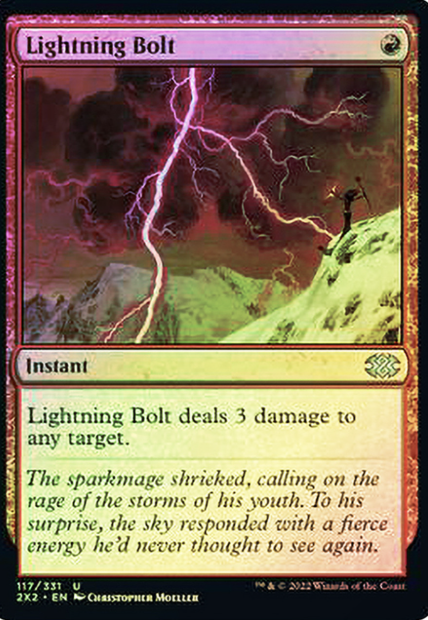 Lightning Bolt
Instant
Lightning Bolt deals 3 damage to
any target.
The sparkmage shrieked, calling on the
rage of the storms of his youth. To his
surprise, the sky responded with a fierce
energy he'd never thought to see again.
117/331 U
2X2 • EN Christopher Moeller
™ & © 2022 Wizards of the Coast